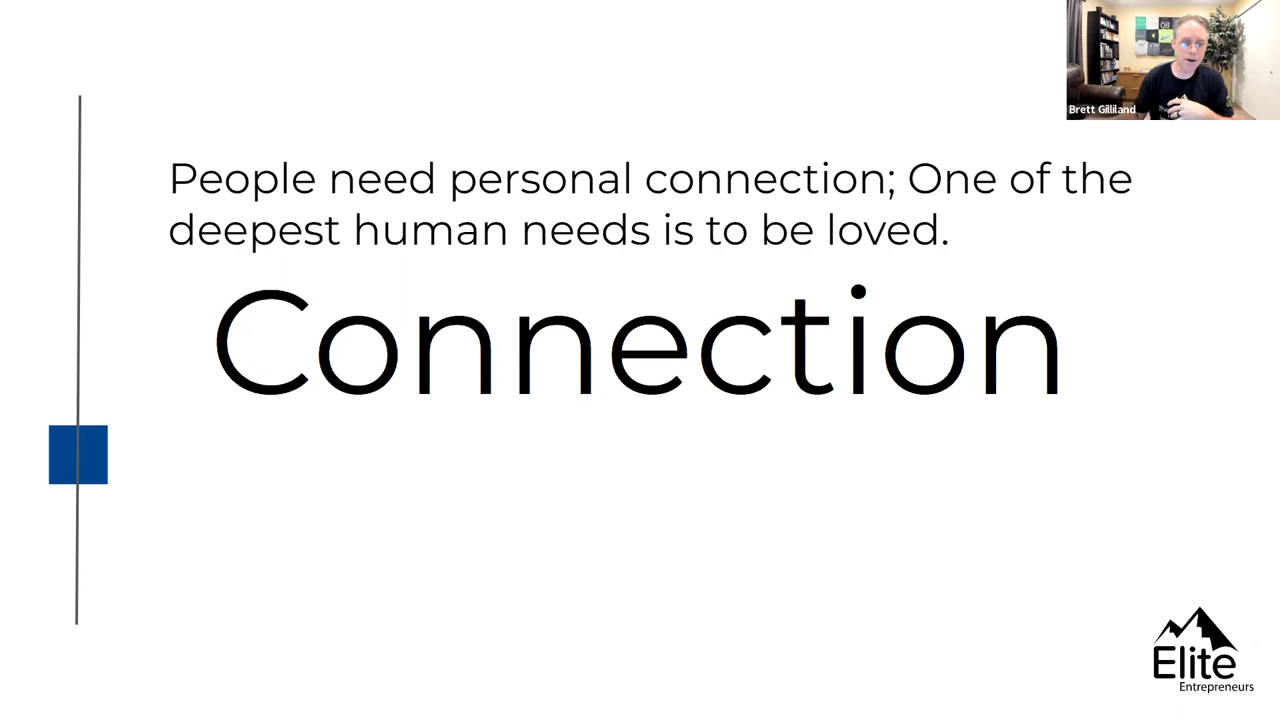 Brett Gilliland
People need personal connection; One of the
deepest human needs is to be loved.
Connection
Elite
Entrepreneurs